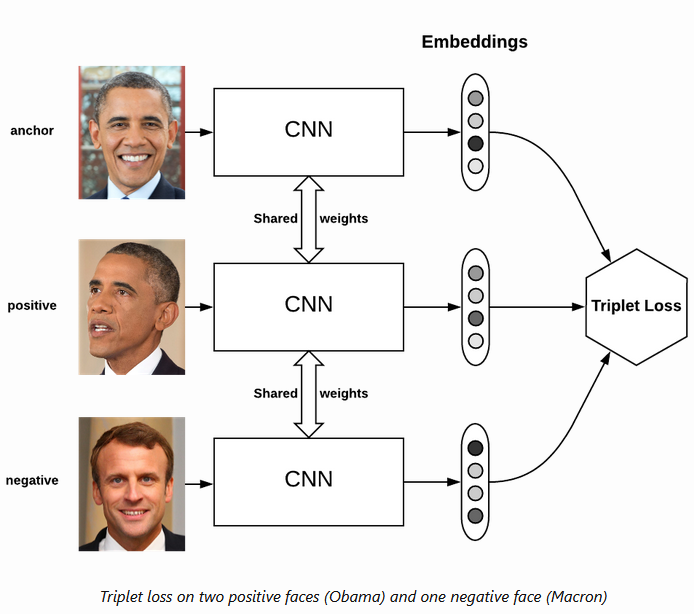 Embeddings
anchor
CNN
Shared weights
positive
CNN
Triplet Loss
Shared weights
negative
CNN
Triplet loss on two positive faces (Obama) and one negative face (Macron)